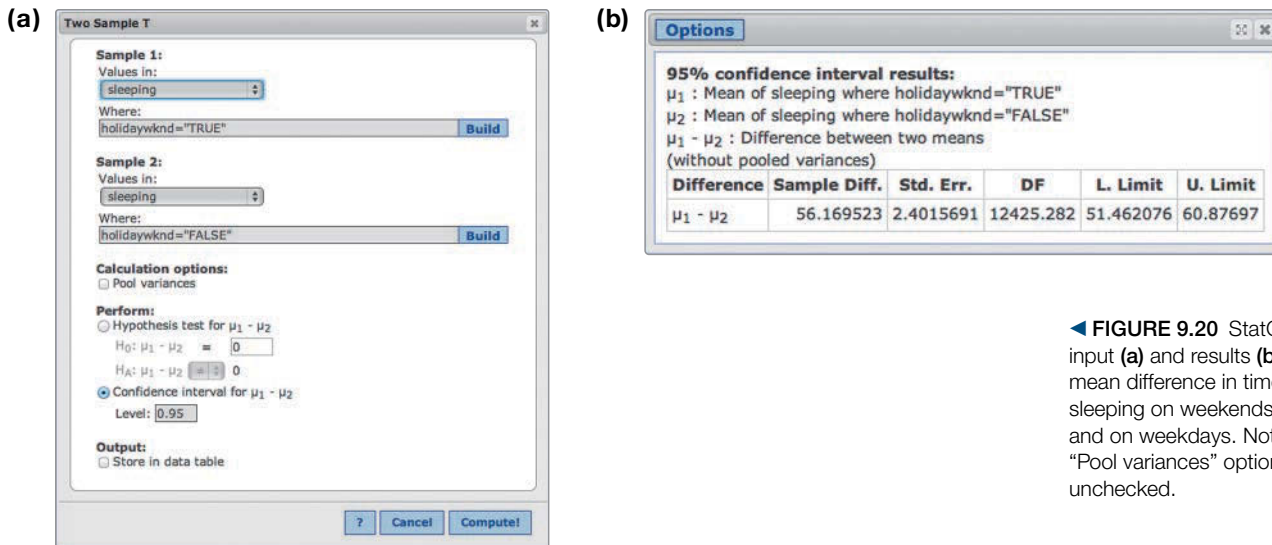 (a)
Two Sample T
Sample 1:
Values in:
sleeping
Where:
holidaywknd="TRUE"
Build
Sample 2:
Values in:
sleeping
Where:
holidaywknd="FALSE"
Build
Calculation options:
Pool variances
Perform:
Hypothesis test for μ1 - μ2
H0: μ1 - μ2 = 0
HA: μ1 - μ2 ≠ 0
Confidence interval for μ1 - μ2
Level: 0.95
Output:
Store in data table
? Cancel Compute!
(b)
Options
95% confidence interval results:
μ1 : Mean of sleeping where holidaywknd="TRUE"
μ2 : Mean of sleeping where holidaywknd="FALSE"
μ1 - μ2 : Difference between two means
(without pooled variances)
Difference Sample Diff. Std. Err. DF L. Limit U. Limit
μ1 - μ2 56.169523 2.4015691 12425.282 51.462076 60.87697
◀ FIGURE 9.20
input (a) and results
mean difference in
sleeping on weekends
and on weekdays.
"Pool variances"
unchecked.